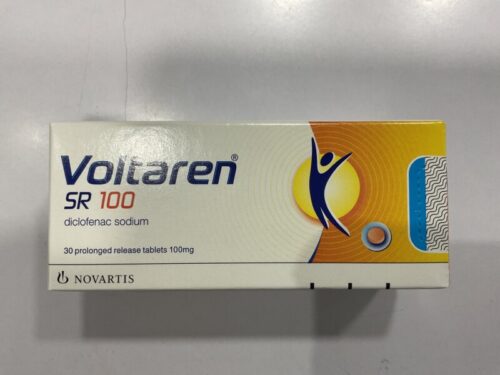 Voltaren®
SR 100
diclofenac sodium
30 prolonged release tablets 100mg
NOVARTIS